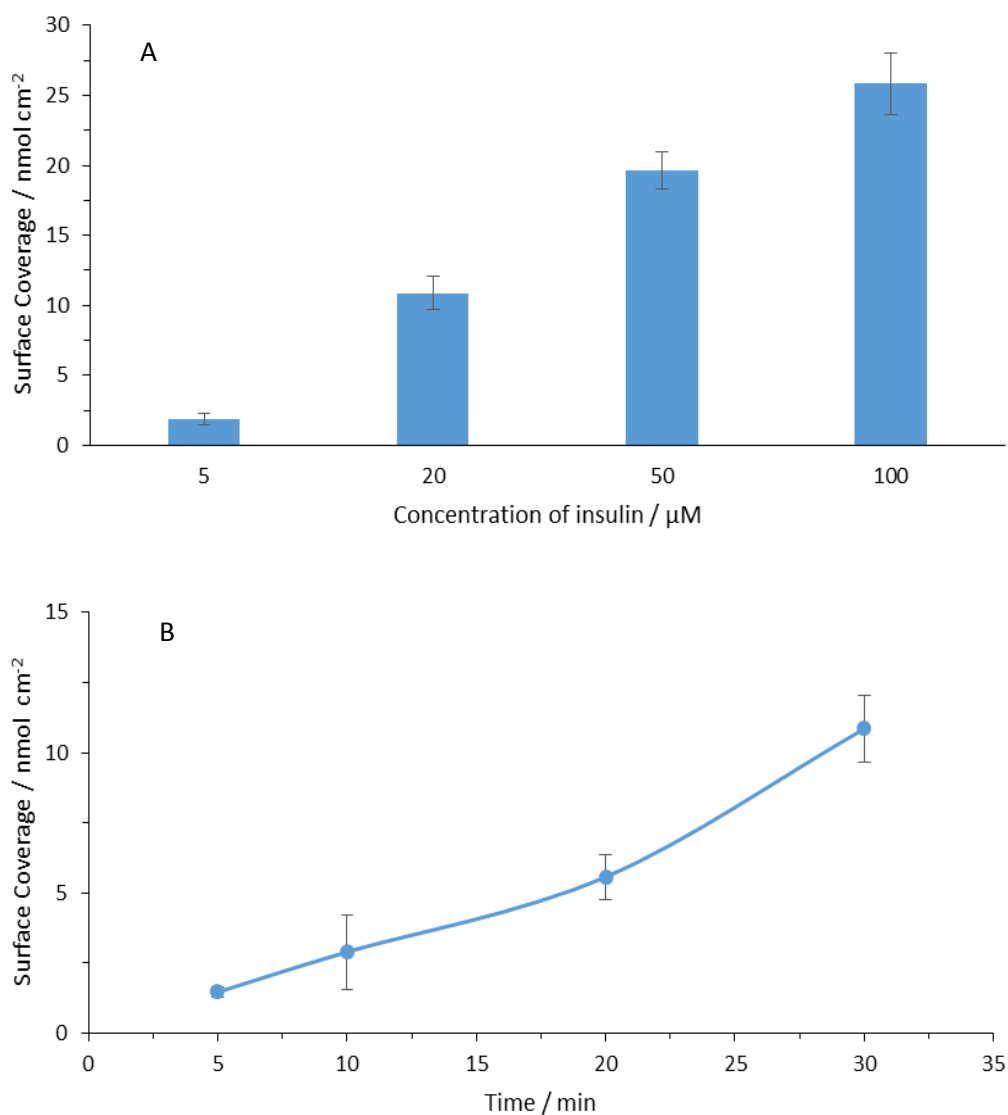 A
30
25
20
15
10
5
0
Surface Coverage / nmol cm⁻²
5 20 50 100
Concentration of insulin / µM
B
15
10
5
0
Surface Coverage / nmol cm⁻²
0 5 10 15 20 25 30 35
Time / min